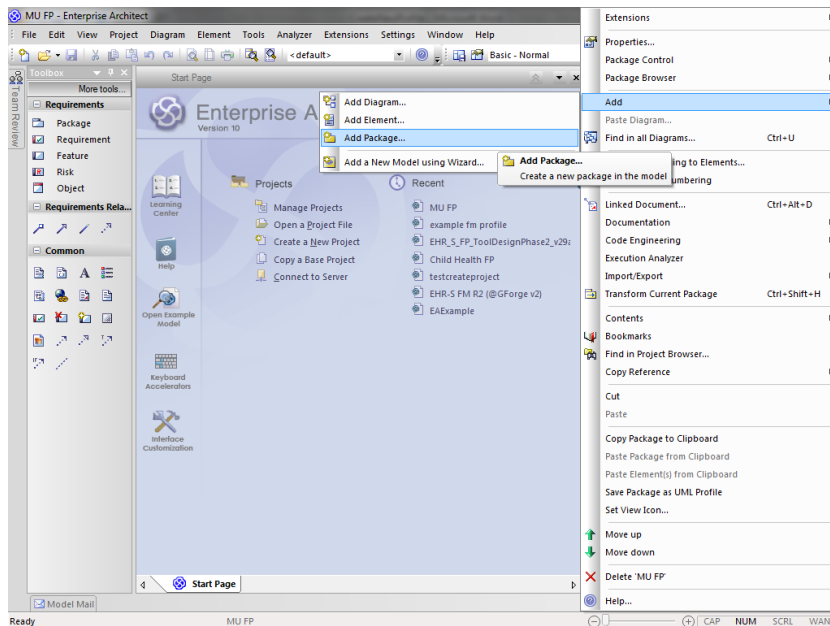 MU FP - Enterprise Architect
File Edit View Project Diagram Element Tools Analyzer Extensions Settings Window Help
<default>
Basic - Normal
Team Review
Toolbox
More tools...
Requirements
Package
Requirement
Feature
Risk
Object
Requirements Rela...
Common
Model Mail
Start Page
Enterprise A
Version 10
Learning
Center
Help
Open Example
Model
Keyboard
Accelerators
Interface
Customization
Projects
Manage Projects
Open a Project File
Create a New Project
Copy a Base Project
Connect to Server
Recent
MU FP
example fm profile
EHR_S_FP_ToolDesignPhase2_v29a
Child Health FP
testcreateproject
EHR-S FM R2 (@GForge v2)
EAExample
Add Diagram...
Add Element...
Add Package...
Add a New Model using Wizard...
Add Package...
Create a new package in the model
Extensions
Properties...
Package Control
Package Browser
Add
Paste Diagram...
Find in all Diagrams... Ctrl+U
to Elements...
Linked Document... Ctrl+Alt+D
Documentation
Code Engineering
Execution Analyzer
Import/Export
Transform Current Package Ctrl+Shift+H
Contents
Bookmarks
Find in Project Browser...
Copy Reference
Cut
Paste
Copy Package to Clipboard
Paste Package from Clipboard
Paste Element(s) from Clipboard
Save Package as UML Profile
Set View Icon...
Move up
Move down
Delete 'MU FP'
Help...
Start Page
Ready
MU FP
CAP NUM SCRL WAN